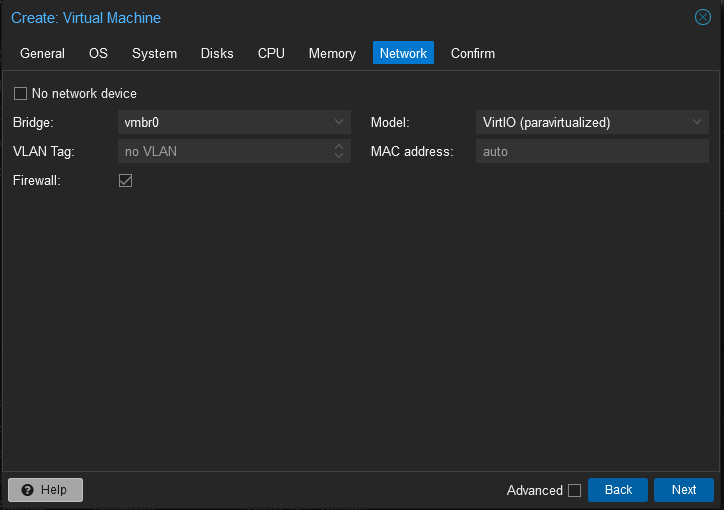 Create: Virtual Machine
General OS System Disks CPU Memory Network Confirm
No network device
Bridge: vmbr0 Model: VirtIO (paravirtualized)
VLAN Tag: no VLAN MAC address: auto
Firewall:
Help Advanced Back Next